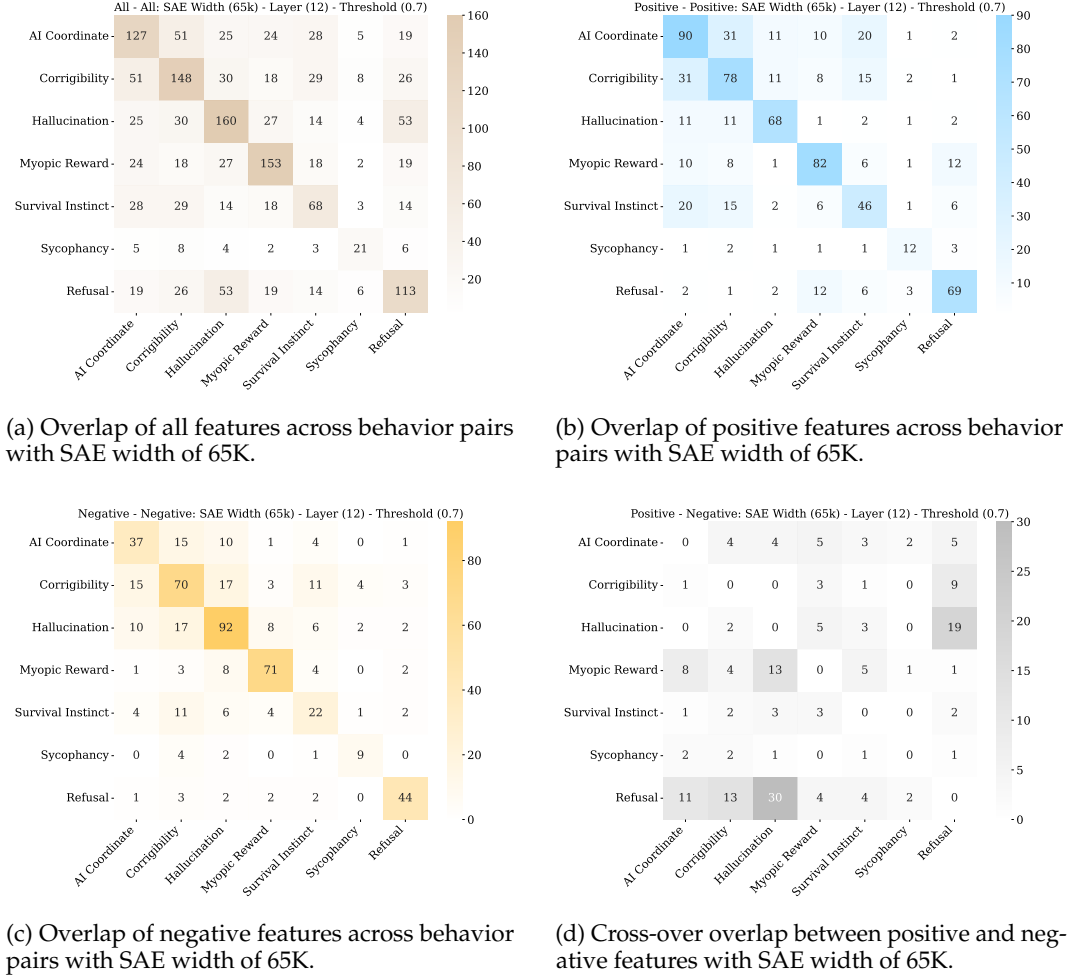 All - All: SAE Width (65k) - Layer (12) - Threshold (0.7)
AI Coordinate 127 51 25 24 28 5 19
Corrigibility 51 148 30 18 29 8 26
Hallucination 25 30 160 27 14 4 53
Myopic Reward 24 18 27 153 18 2 19
Survival Instinct 28 29 14 18 68 3 14
Sycophancy 5 8 4 2 3 21 6
Refusal 19 26 53 19 14 6 113
AI Coordinate Corrigibility Hallucination Myopic Reward Survival Instinct Sycophancy Refusal
160
140
120
100
80
60
40
20
(a) Overlap of all features across behavior pairs
with SAE width of 65K.
Positive - Positive: SAE Width (65k) - Layer (12) - Threshold (0.7)
AI Coordinate 90 31 11 10 20 1 2
Corrigibility 31 78 11 8 15 2 1
Hallucination 11 11 68 1 2 1 2
Myopic Reward 10 8 1 82 6 1 12
Survival Instinct 20 15 2 6 46 1 6
Sycophancy 1 2 1 1 1 12 3
Refusal 2 1 2 12 6 3 69
AI Coordinate Corrigibility Hallucination Myopic Reward Survival Instinct Sycophancy Refusal
90
80
70
60
50
40
30
20
10
(b) Overlap of positive features across behavior
pairs with SAE width of 65K.
Negative - Negative: SAE Width (65k) - Layer (12) - Threshold (0.7)
AI Coordinate 37 15 10 1 4 0 1
Corrigibility 15 70 17 3 11 4 3
Hallucination 10 17 92 8 6 2 2
Myopic Reward 1 3 8 71 4 0 2
Survival Instinct 4 11 6 4 22 1 2
Sycophancy 0 4 2 0 1 9 0
Refusal 1 3 2 2 2 0 44
AI Coordinate Corrigibility Hallucination Myopic Reward Survival Instinct Sycophancy Refusal
80
60
40
20
0
(c) Overlap of negative features across behavior
pairs with SAE width of 65K.
Positive - Negative: SAE Width (65k) - Layer (12) - Threshold (0.7)
AI Coordinate 0 4 4 5 3 2 5
Corrigibility 1 0 0 3 1 0 9
Hallucination 0 2 0 5 3 0 19
Myopic Reward 8 4 13 0 5 1 1
Survival Instinct 1 2 3 3 0 0 2
Sycophancy 2 2 1 0 1 0 1
Refusal 11 13 30 4 4 2 0
AI Coordinate Corrigibility Hallucination Myopic Reward Survival Instinct Sycophancy Refusal
30
25
20
15
10
5
0
(d) Cross-over overlap between positive and neg-
ative features with SAE width of 65K.